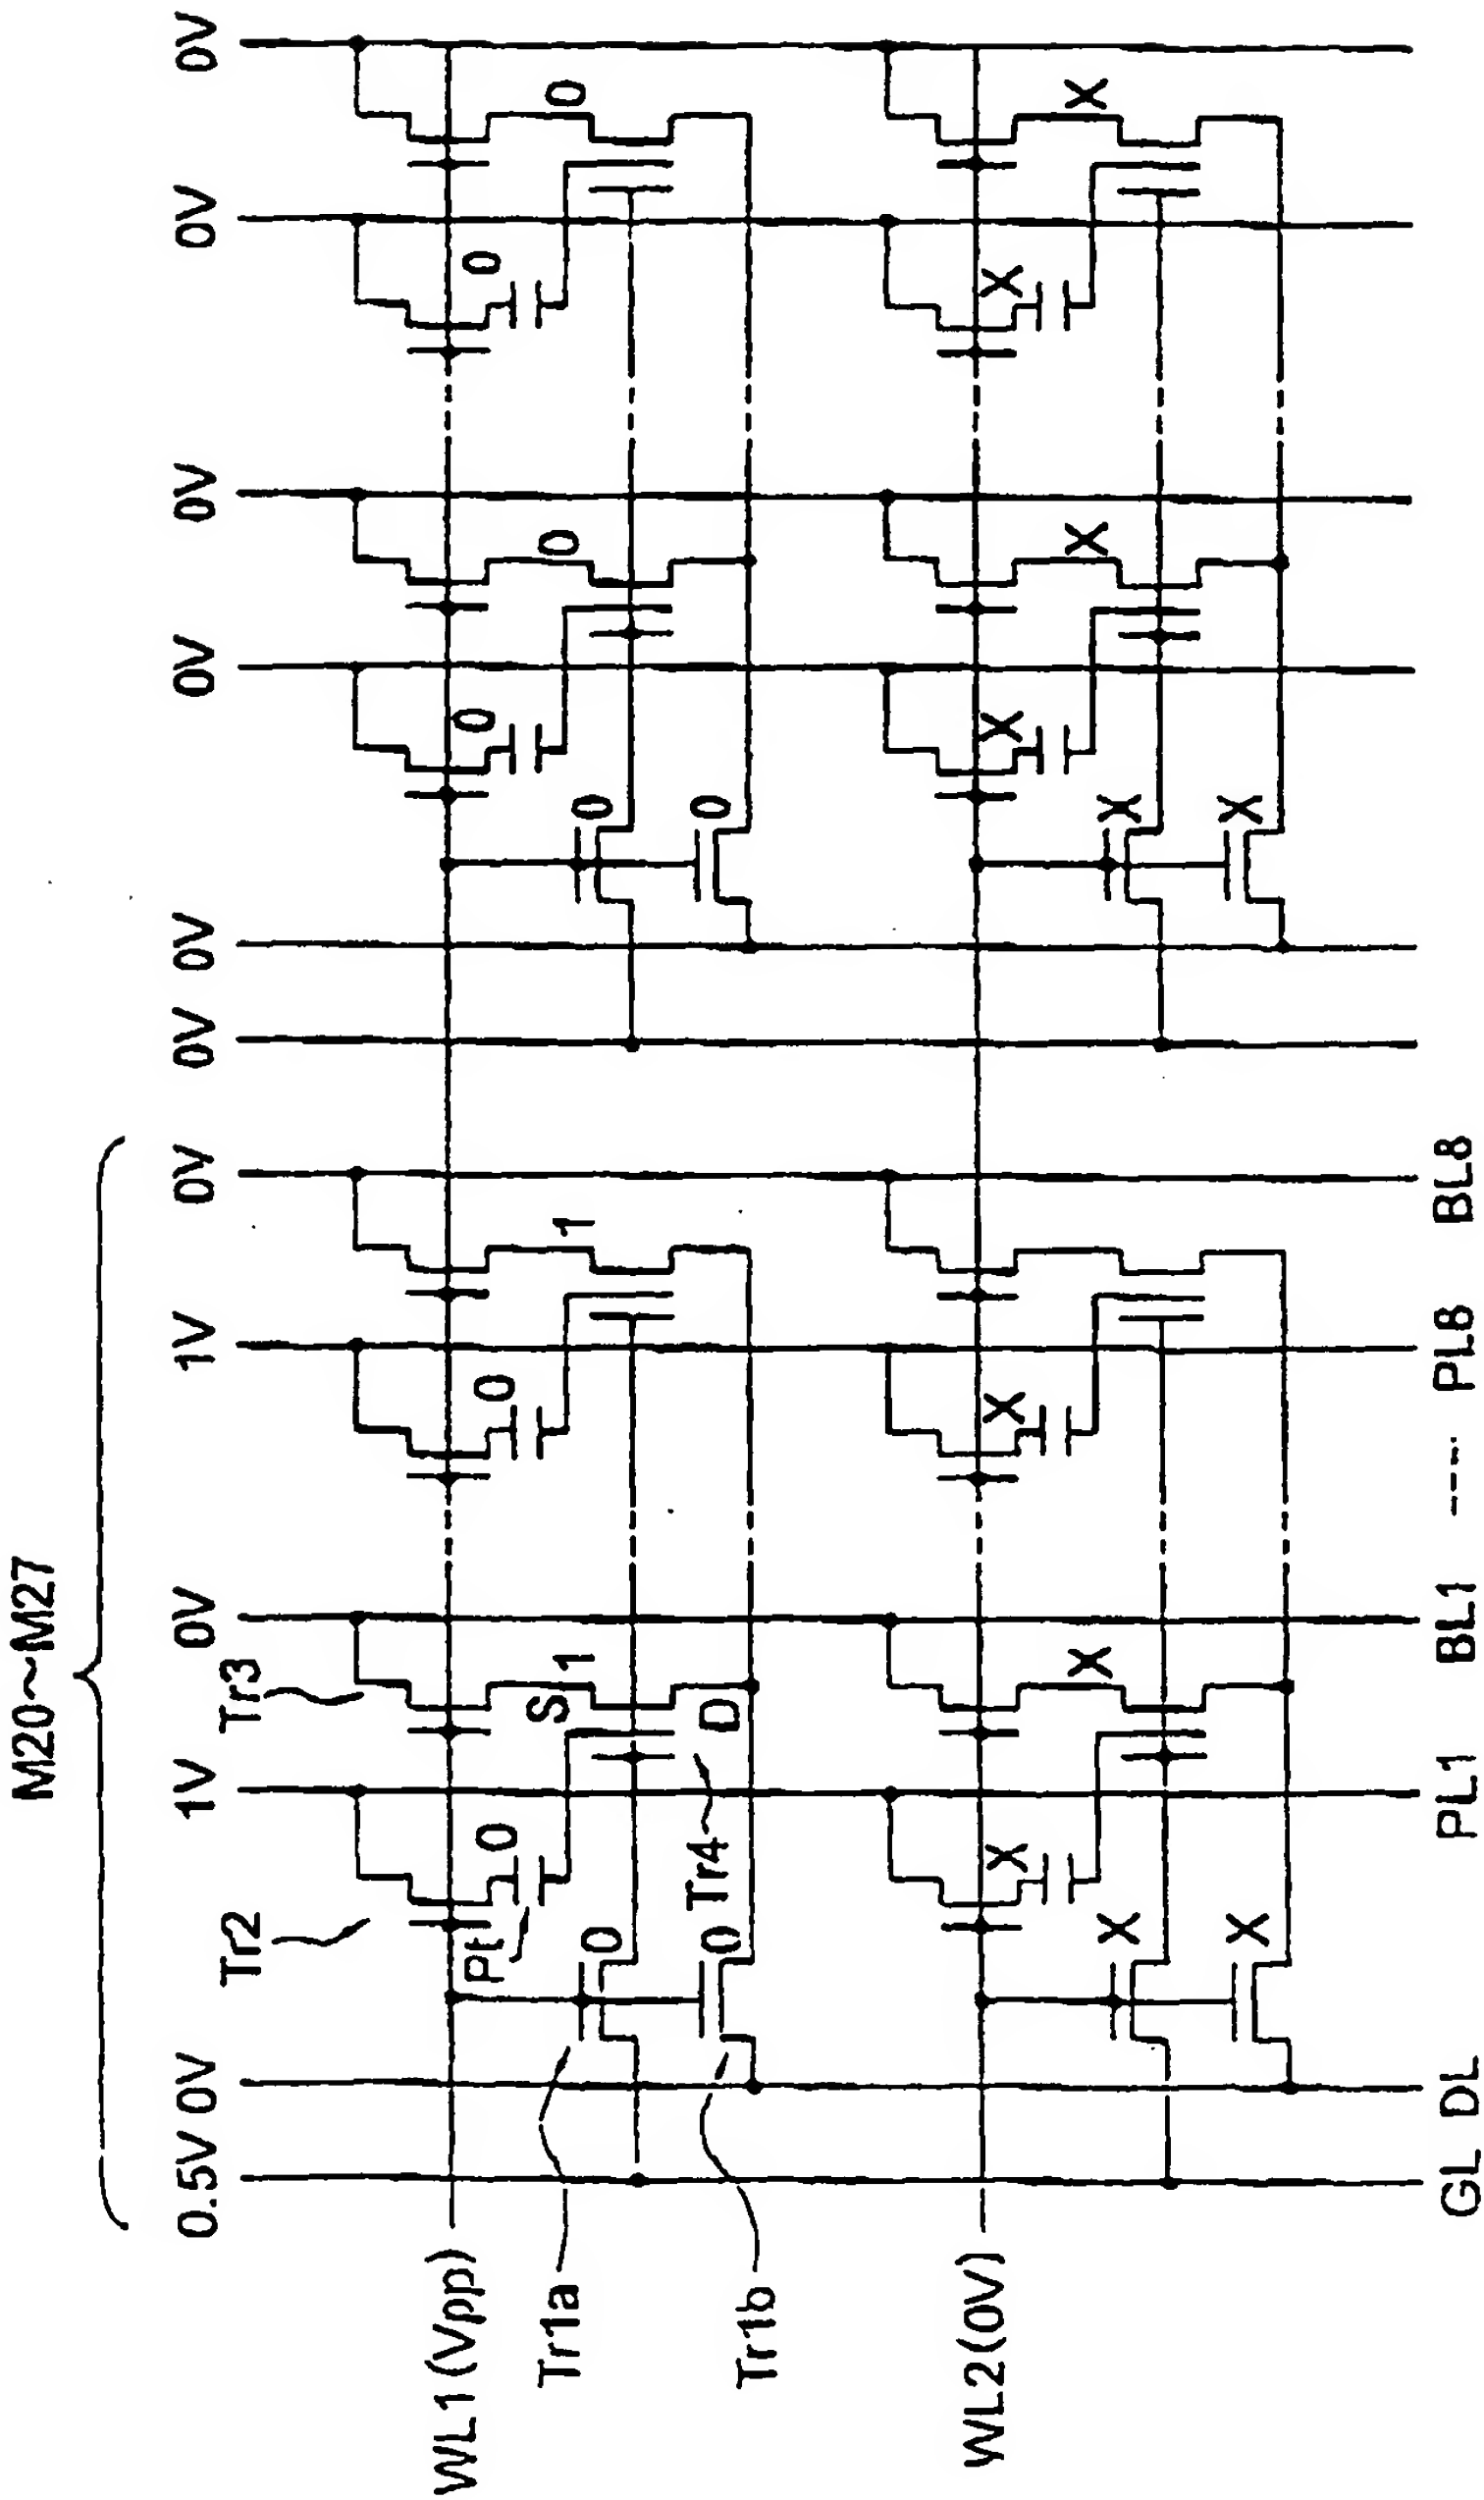 M20~M27
0.5V 0V 1V 0V 1V 0V 0V 0V 0V 0V 0V 0V
Tr2 Tr3
WL1(Vpp) Pt 0 0 0 0
S 1 1 0 0
Tr1a 0 0
Tr1b 0 Tr4 D 0
WL2(0V) X X X X
X X X
X X
X X
GL DL PL1 BL1 ---- PL8 BL8